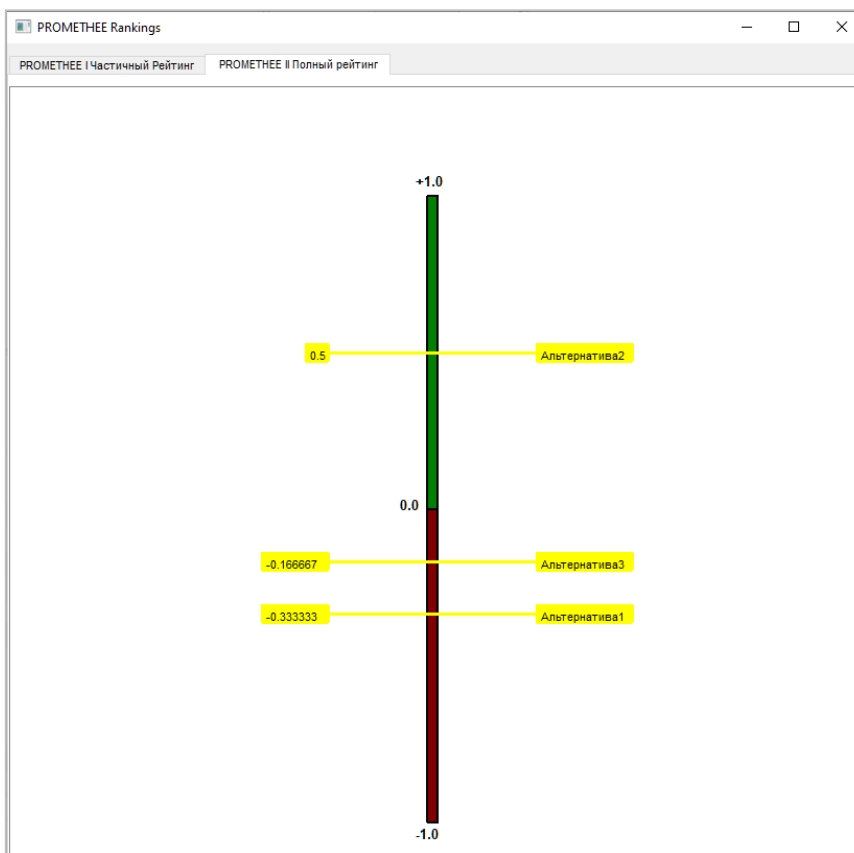 PROMETHEE Rankings
PROMETHEE I Частичный Рейтинг PROMETHEE II Полный рейтинг
+1.0
0.5 Альтернатива2
0.0
-0.166667 Альтернатива3
-0.333333 Альтернатива1
-1.0